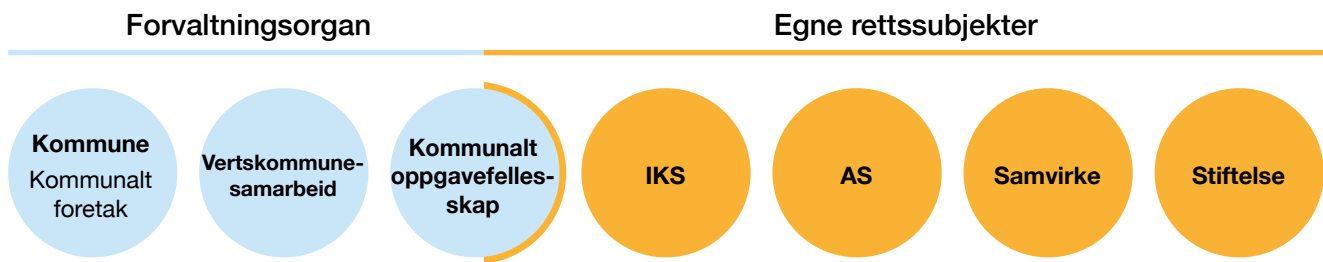 Forvaltningsorgan
Egne rettssubjekter
Kommune
Kommunalt
foretak
Vertskommune-
samarbeid
Kommunalt
oppgavefelles-
skap
IKS
AS
Samvirke
Stiftelse